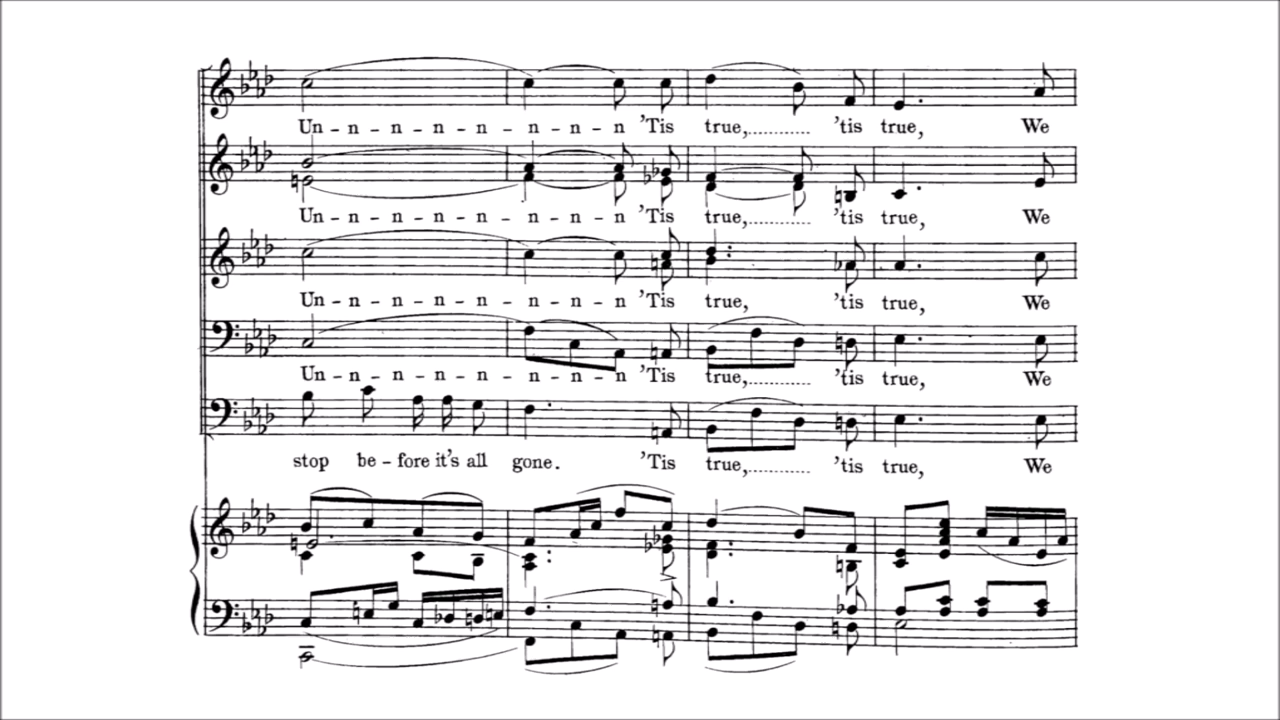 Un-n-n-n-n-n-n-n 'Tis true,............ 'tis true, We
Un-n-n-n-n-n-n-n 'Tis true,............ 'tis true, We
Un-n-n-n-n-n-n-n 'Tis true, 'tis true, We
Un-n-n-n-n-n-n-n 'Tis true,............ 'tis true, We
stop be-fore it's all gone. 'Tis true,............ 'tis true, We